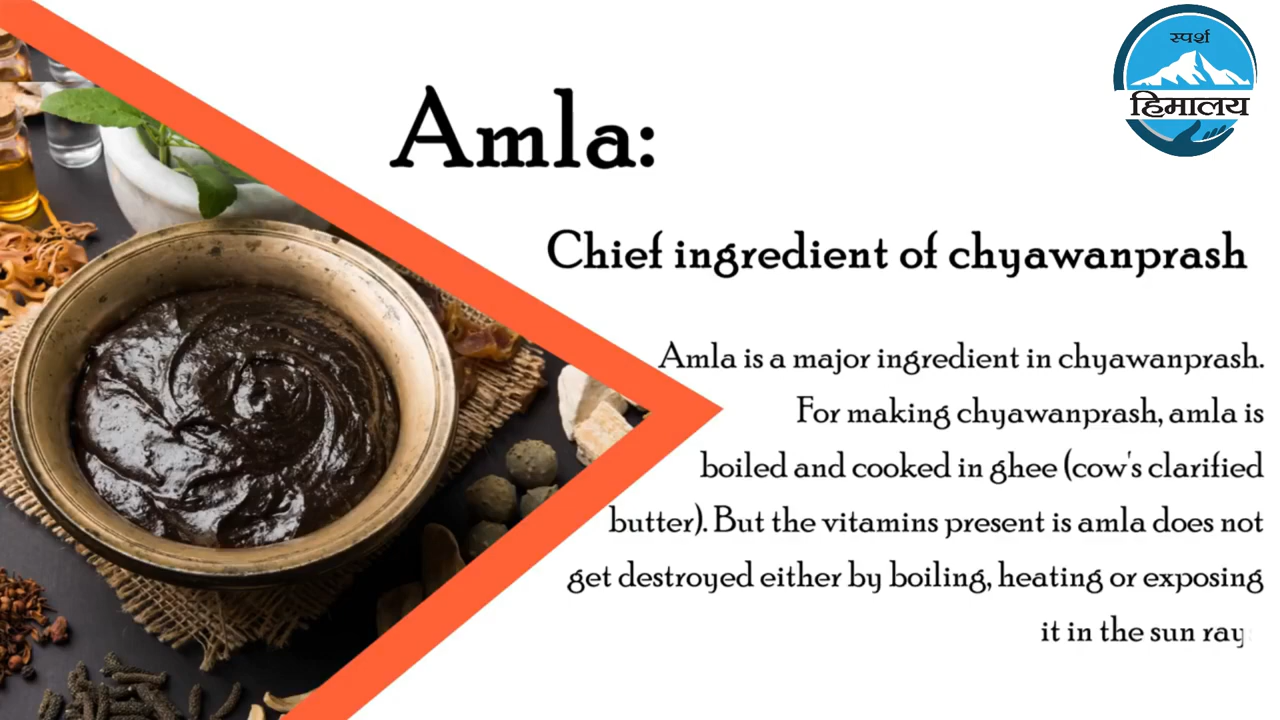 स्पर्श
हिमालय
Amla:
Chief ingredient of chyawanprash
Amla is a major ingredient in chyawanprash.
For making chyawanprash, amla is
boiled and cooked in ghee (cow's clarified
butter). But the vitamins present is amla does not
get destroyed either by boiling, heating or exposing
it in the sun rays